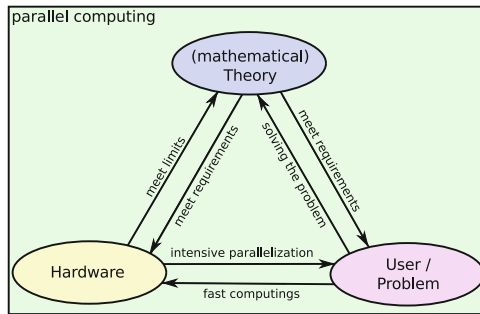 parallel computing
(mathematical)
Theory
meet limits
meet requirements
solving the problem
meet requirements
Hardware
intensive parallelization
fast computings
User /
Problem